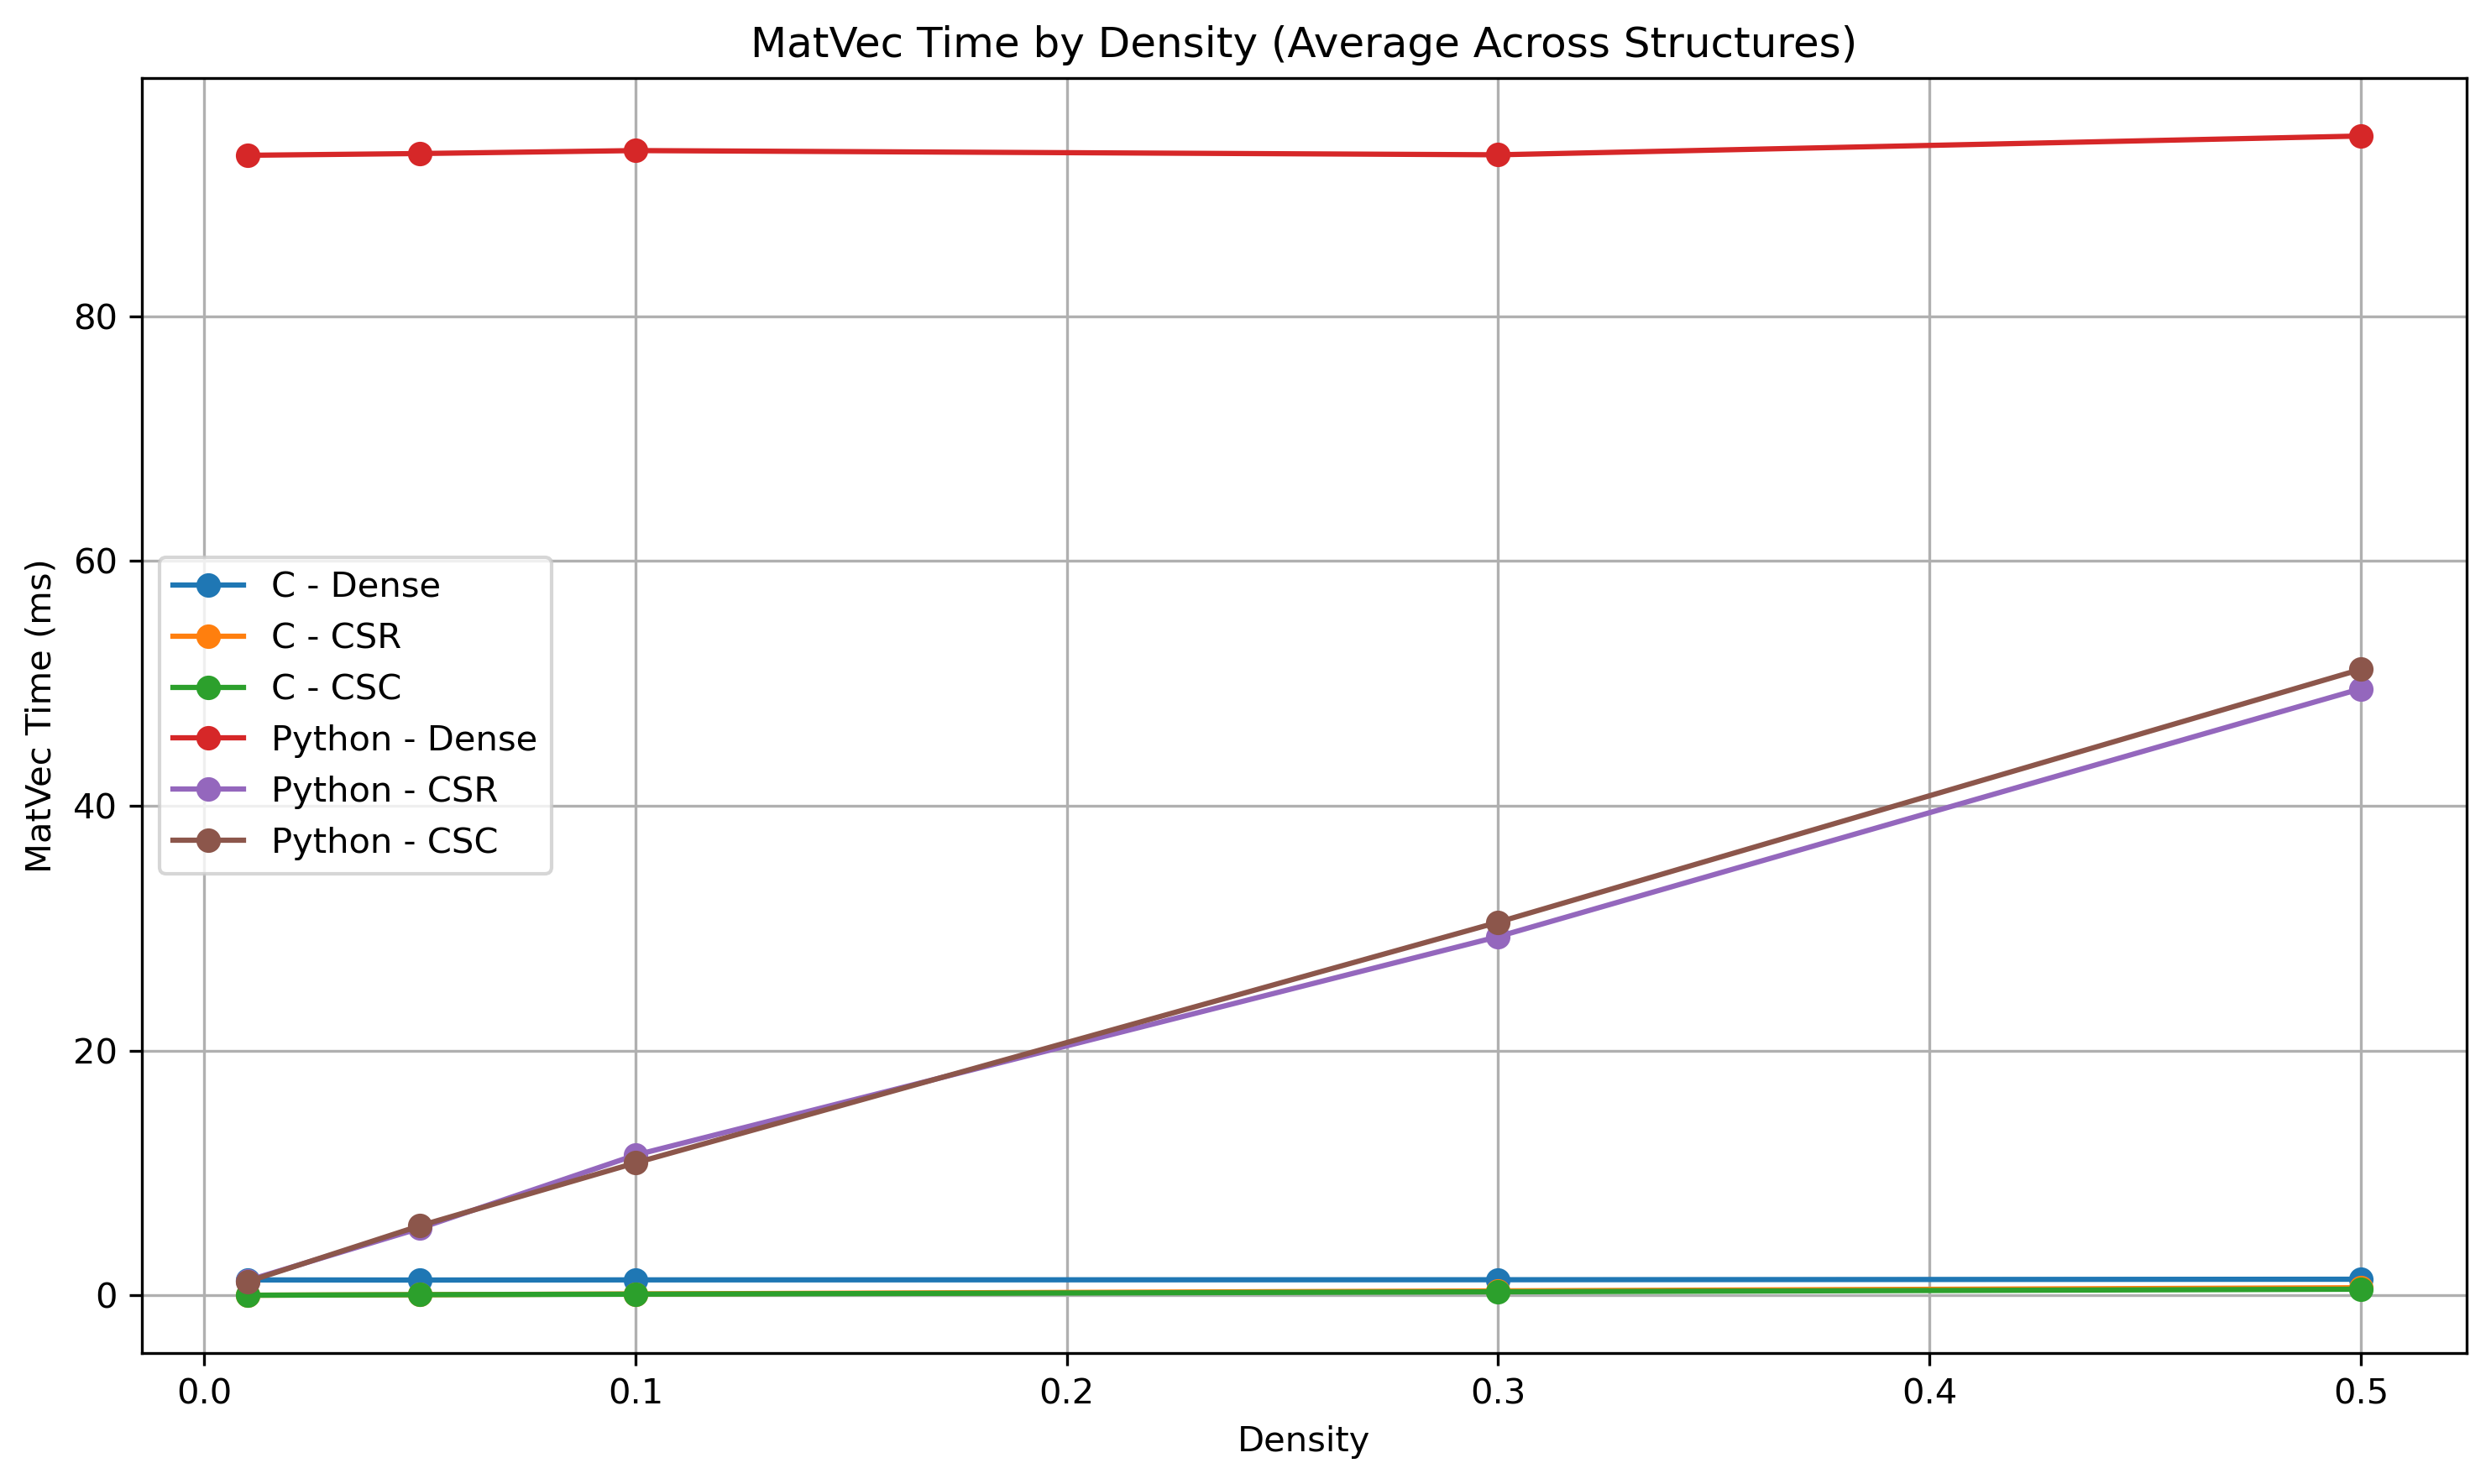 MatVec Time by Density (Average Across Structures)
MatVec Time (ms)
80
60
40
20
0
C - Dense
C - CSR
C - CSC
Python - Dense
Python - CSR
Python - CSC
0.0 0.1 0.2 0.3 0.4 0.5
Density